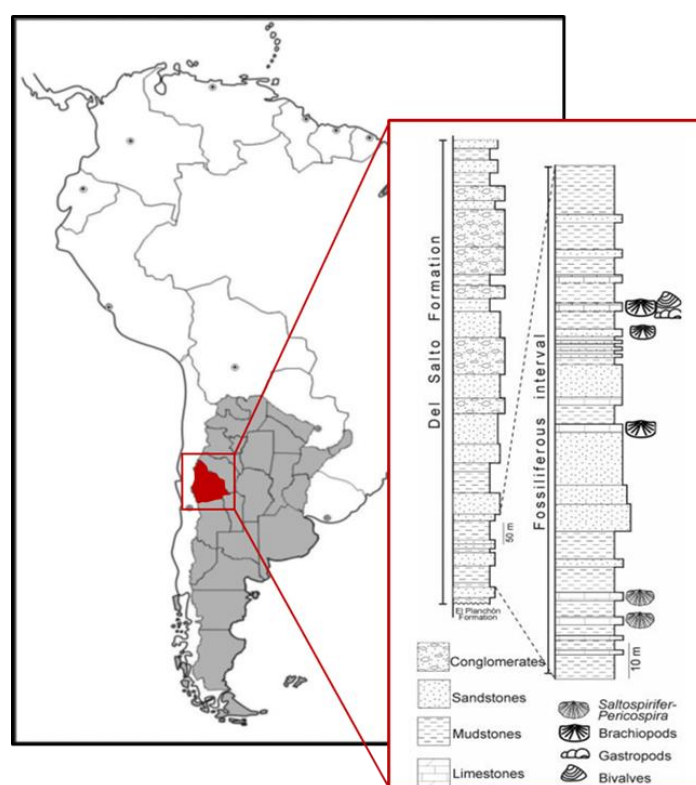 Del Salto Formation
Fossiliferous interval
50 m
El Planchón
Formation
10 m
Conglomerates
Sandstones
Mudstones
Limestones
Saltospirifer-
Pericospira
Brachiopods
Gastropods
Bivalves